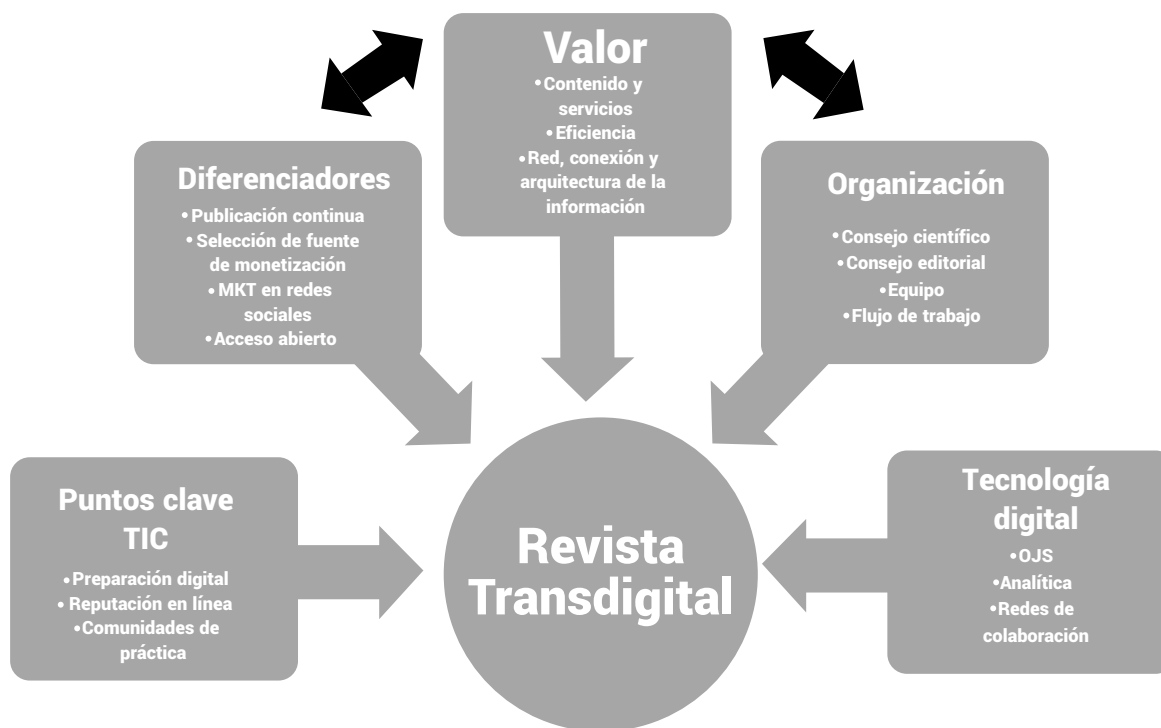 Valor
•Contenido y
servicios
•Eficiencia
•Red, conexión y
arquitectura de la
información
Diferenciadores
•Publicación continua
•Selección de fuente
de monetización
•MKT en redes
sociales
•Acceso abierto
Organización
•Consejo científico
•Consejo editorial
•Equipo
•Flujo de trabajo
Puntos clave
TIC
•Preparación digital
•Reputación en línea
•Comunidades de
práctica
Revista
Transdigital
Tecnología
digital
•OJS
•Analítica
•Redes de
colaboración